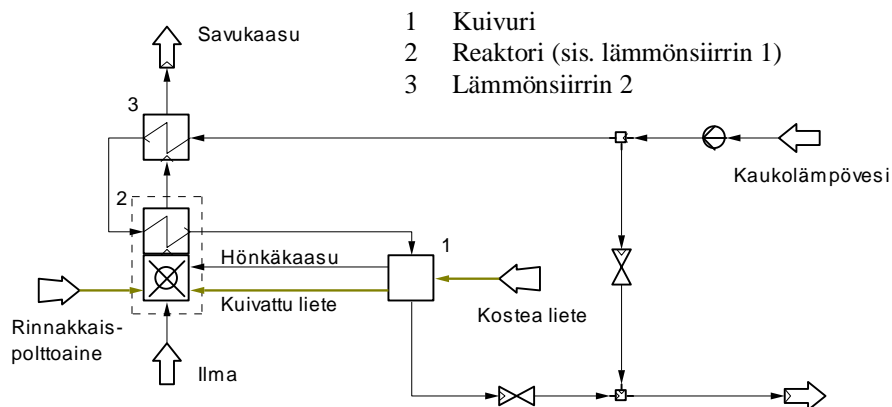 Savukaasu
1 Kuivuri
2 Reaktori (sis. lämmönsiirrin 1)
3 Lämmönsiirrin 2
3
Kaukolämpövesi
2
1
Hönkäkaasu
Kuivattu liete
Kostea liete
Rinnakkais-
polttoaine
Ilma